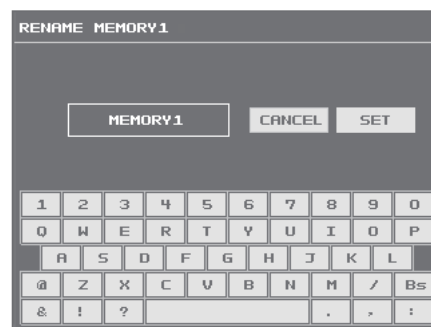 RENAME MEMORY1
MEMORY1 CANCEL SET
1 2 3 4 5 6 7 8 9 0
Q W E R T Y U I O P
A S D F G H J K L
@ Z X C V B N M / Bs
& ! ? . , :